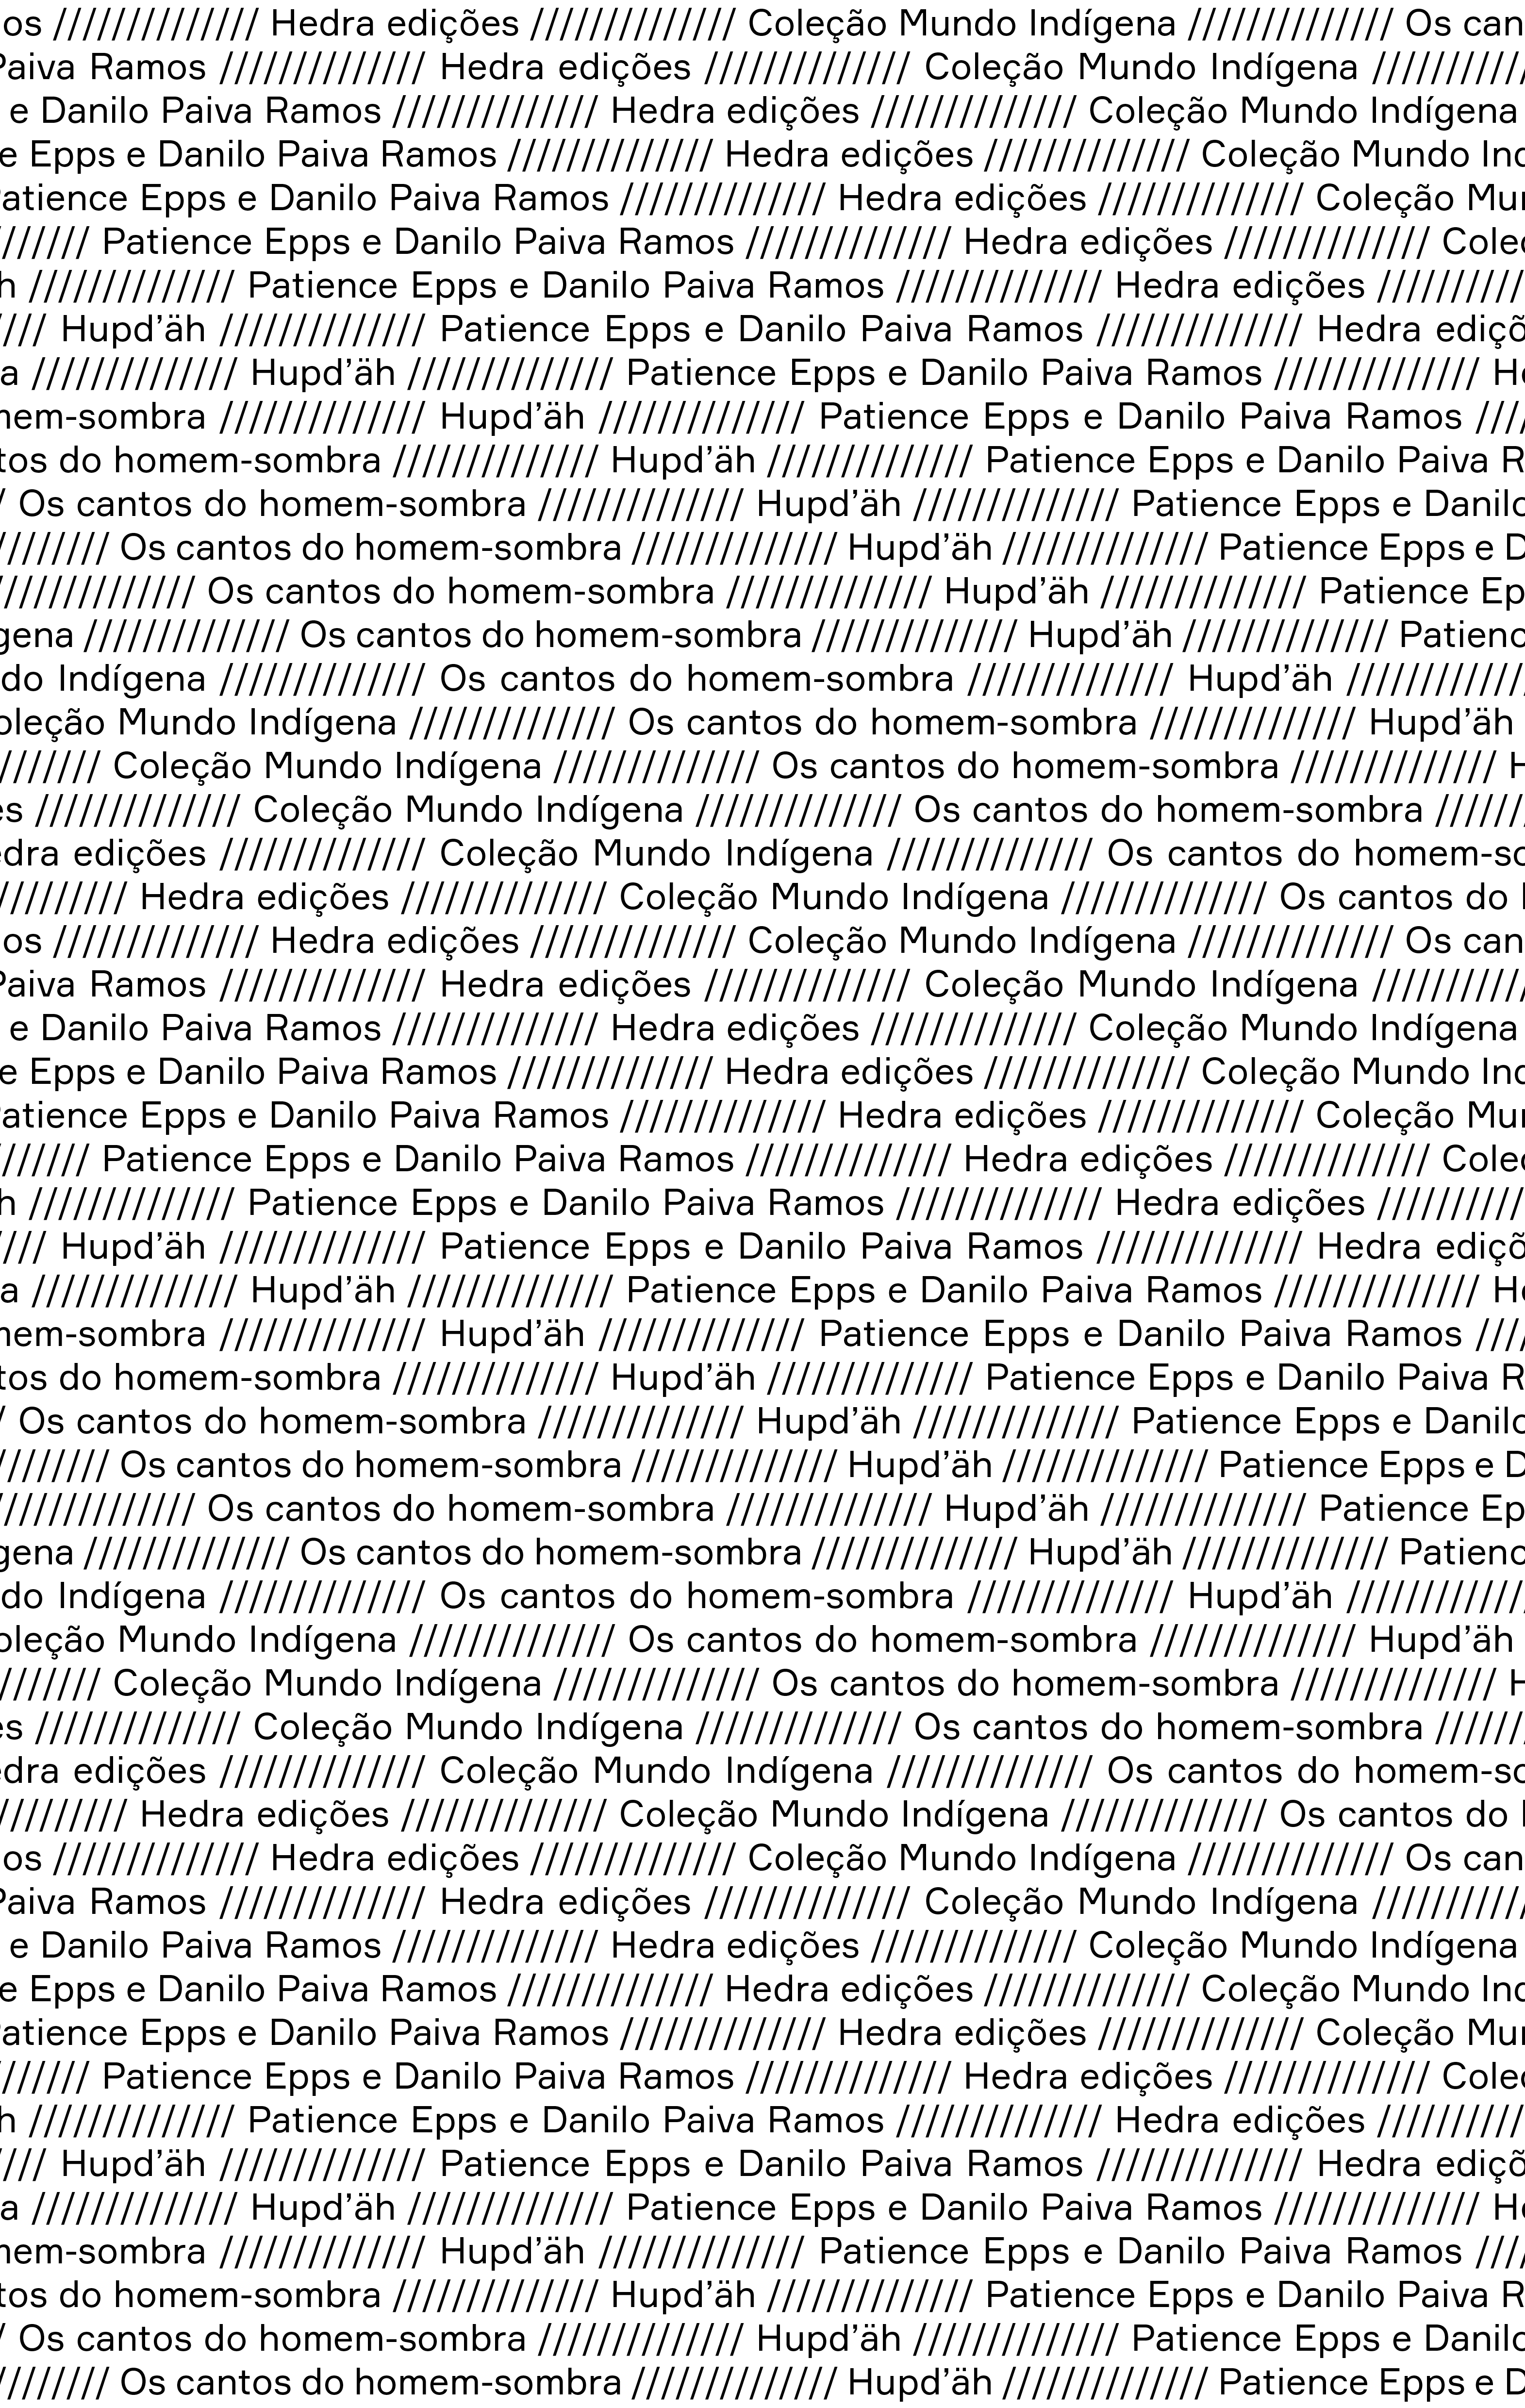 os ////////////// Hedra edições ////////////// Coleção Mundo Indígena ////////////// Os can
Paiva Ramos ////////////// Hedra edições ////////////// Coleção Mundo Indígena ///////////
e Danilo Paiva Ramos ////////////// Hedra edições ////////////// Coleção Mundo Indígena
e Epps e Danilo Paiva Ramos ////////////// Hedra edições ////////////// Coleção Mundo Ind
Patience Epps e Danilo Paiva Ramos ////////////// Hedra edições ////////////// Coleção Mun
////// Patience Epps e Danilo Paiva Ramos ////////////// Hedra edições ////////////// Coleç
h ////////////// Patience Epps e Danilo Paiva Ramos ////////////// Hedra edições //////////
//// Hupd’äh ////////////// Patience Epps e Danilo Paiva Ramos ////////////// Hedra ediçõ
a ////////////// Hupd’äh ////////////// Patience Epps e Danilo Paiva Ramos ////////////// He
mem-sombra ////////////// Hupd’äh ////////////// Patience Epps e Danilo Paiva Ramos ////
tos do homem-sombra ////////////// Hupd’äh ////////////// Patience Epps e Danilo Paiva R
/ Os cantos do homem-sombra ////////////// Hupd’äh ////////////// Patience Epps e Danilo
//////// Os cantos do homem-sombra ////////////// Hupd’äh ////////////// Patience Epps e D
////////////// Os cantos do homem-sombra ////////////// Hupd’äh ////////////// Patience Ep
gena ////////////// Os cantos do homem-sombra ////////////// Hupd’äh ////////////// Patienc
do Indígena ////////////// Os cantos do homem-sombra ////////////// Hupd’äh ////////////
oleção Mundo Indígena ////////////// Os cantos do homem-sombra ////////////// Hupd’äh
/////// Coleção Mundo Indígena ////////////// Os cantos do homem-sombra ////////////// H
es ////////////// Coleção Mundo Indígena ////////////// Os cantos do homem-sombra //////
edra edições ////////////// Coleção Mundo Indígena ////////////// Os cantos do homem-so
///////// Hedra edições ////////////// Coleção Mundo Indígena ////////////// Os cantos do h
os ////////////// Hedra edições ////////////// Coleção Mundo Indígena ////////////// Os can
Paiva Ramos ////////////// Hedra edições ////////////// Coleção Mundo Indígena ///////////
e Danilo Paiva Ramos ////////////// Hedra edições ////////////// Coleção Mundo Indígena
e Epps e Danilo Paiva Ramos ////////////// Hedra edições ////////////// Coleção Mundo Ind
Patience Epps e Danilo Paiva Ramos ////////////// Hedra edições ////////////// Coleção Mun
////// Patience Epps e Danilo Paiva Ramos ////////////// Hedra edições ////////////// Coleç
h ////////////// Patience Epps e Danilo Paiva Ramos ////////////// Hedra edições //////////
//// Hupd’äh ////////////// Patience Epps e Danilo Paiva Ramos ////////////// Hedra ediçõ
a ////////////// Hupd’äh ////////////// Patience Epps e Danilo Paiva Ramos ////////////// He
mem-sombra ////////////// Hupd’äh ////////////// Patience Epps e Danilo Paiva Ramos ////
tos do homem-sombra ////////////// Hupd’äh ////////////// Patience Epps e Danilo Paiva R
/ Os cantos do homem-sombra ////////////// Hupd’äh ////////////// Patience Epps e Danilo
//////// Os cantos do homem-sombra ////////////// Hupd’äh ////////////// Patience Epps e D
////////////// Os cantos do homem-sombra ////////////// Hupd’äh ////////////// Patience Ep
gena ////////////// Os cantos do homem-sombra ////////////// Hupd’äh ////////////// Patienc
do Indígena ////////////// Os cantos do homem-sombra ////////////// Hupd’äh ////////////
oleção Mundo Indígena ////////////// Os cantos do homem-sombra ////////////// Hupd’äh
/////// Coleção Mundo Indígena ////////////// Os cantos do homem-sombra ////////////// H
es ////////////// Coleção Mundo Indígena ////////////// Os cantos do homem-sombra //////
edra edições ////////////// Coleção Mundo Indígena ////////////// Os cantos do homem-so
///////// Hedra edições ////////////// Coleção Mundo Indígena ////////////// Os cantos do h
os ////////////// Hedra edições ////////////// Coleção Mundo Indígena ////////////// Os can
Paiva Ramos ////////////// Hedra edições ////////////// Coleção Mundo Indígena ///////////
e Danilo Paiva Ramos ////////////// Hedra edições ////////////// Coleção Mundo Indígena
e Epps e Danilo Paiva Ramos ////////////// Hedra edições ////////////// Coleção Mundo Ind
Patience Epps e Danilo Paiva Ramos ////////////// Hedra edições ////////////// Coleção Mun
////// Patience Epps e Danilo Paiva Ramos ////////////// Hedra edições ////////////// Coleç
h ////////////// Patience Epps e Danilo Paiva Ramos ////////////// Hedra edições //////////
//// Hupd’äh ////////////// Patience Epps e Danilo Paiva Ramos ////////////// Hedra ediçõ
a ////////////// Hupd’äh ////////////// Patience Epps e Danilo Paiva Ramos ////////////// He
mem-sombra ////////////// Hupd’äh ////////////// Patience Epps e Danilo Paiva Ramos ////
tos do homem-sombra ////////////// Hupd’äh ////////////// Patience Epps e Danilo Paiva R
/ Os cantos do homem-sombra ////////////// Hupd’äh ////////////// Patience Epps e Danilo
//////// Os cantos do homem-sombra ////////////// Hupd’äh ////////////// Patience Epps e D